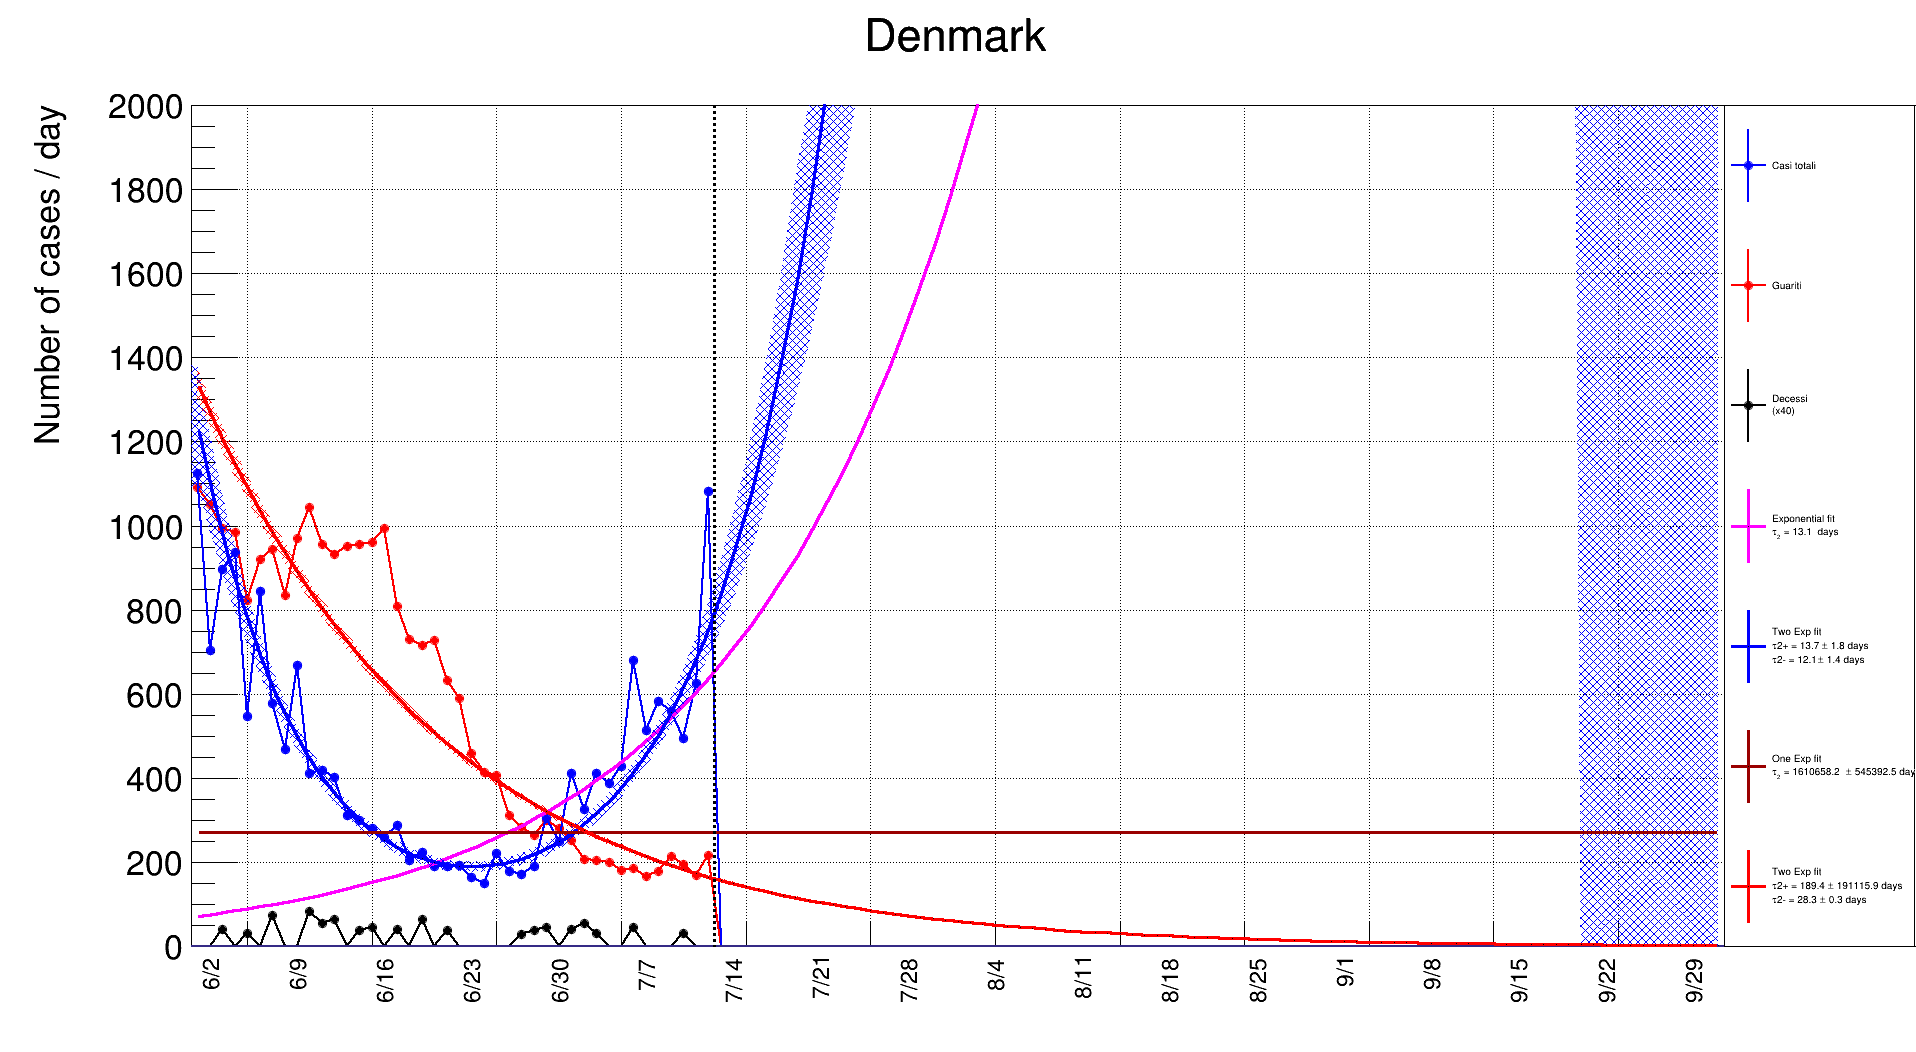 Denmark
Number of cases / day
2000
1800
1600
1400
1200
1000
800
600
400
200
0
6/2
6/9
6/16
6/23
6/30
7/7
7/14
7/21
7/28
8/4
8/11
8/18
8/25
9/1
9/8
9/15
9/22
9/29
Casi totali
Guariti
Decessi
(x40)
Exponential fit
τ₂ = 13.1 days
Two Exp fit
τ2+ = 13.7 ± 1.8 days
τ2- = 12.1 ± 1.4 days
One Exp fit
τ₂ = 1610658.2 ± 545392.5 day
Two Exp fit
τ2+ = 189.4 ± 191115.9 days
τ2- = 28.3 ± 0.3 days